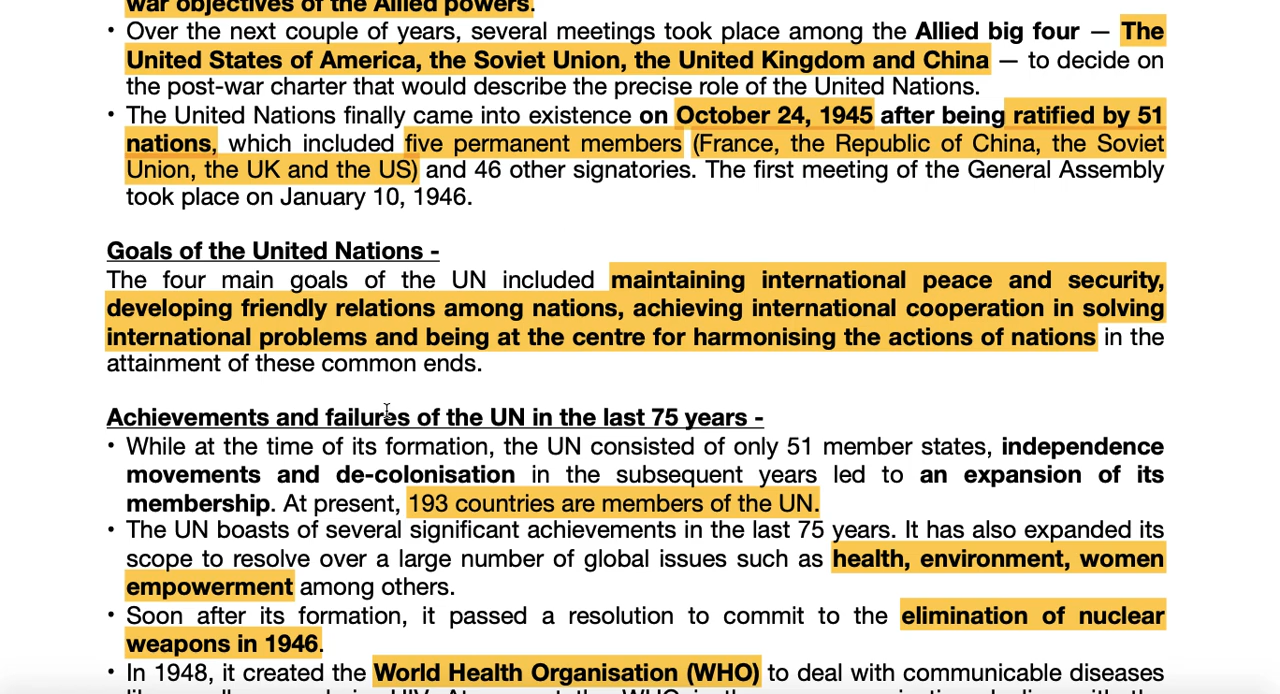 war objectives of the Allied powers.
• Over the next couple of years, several meetings took place among the Allied big four — The
United States of America, the Soviet Union, the United Kingdom and China — to decide on
the post-war charter that would describe the precise role of the United Nations.
• The United Nations finally came into existence on October 24, 1945 after being ratified by 51
nations, which included five permanent members (France, the Republic of China, the Soviet
Union, the UK and the US) and 46 other signatories. The first meeting of the General Assembly
took place on January 10, 1946.
Goals of the United Nations -
The four main goals of the UN included maintaining international peace and security,
developing friendly relations among nations, achieving international cooperation in solving
international problems and being at the centre for harmonising the actions of nations in the
attainment of these common ends.
Achievements and failures of the UN in the last 75 years -
• While at the time of its formation, the UN consisted of only 51 member states, independence
movements and de-colonisation in the subsequent years led to an expansion of its
membership. At present, 193 countries are members of the UN.
• The UN boasts of several significant achievements in the last 75 years. It has also expanded its
scope to resolve over a large number of global issues such as health, environment, women
empowerment among others.
• Soon after its formation, it passed a resolution to commit to the elimination of nuclear
weapons in 1946.
• In 1948, it created the World Health Organisation (WHO) to deal with communicable diseases